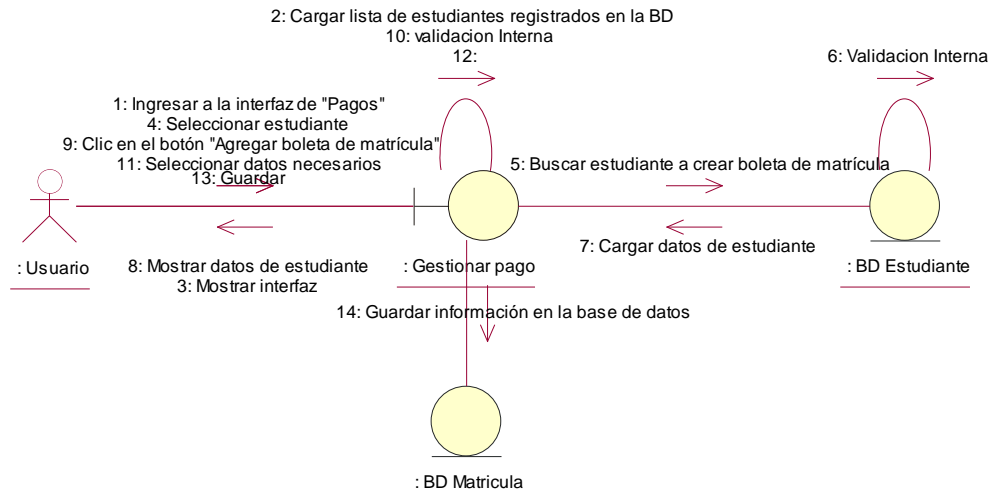 2: Cargar lista de estudiantes registrados en la BD
10: validacion Interna
12:
6: Validacion Interna
1: Ingresar a la interfaz de "Pagos"
4: Seleccionar estudiante
9: Clic en el botón "Agregar boleta de matrícula"
11: Seleccionar datos necesarios
13: Guardar
5: Buscar estudiante a crear boleta de matrícula
7: Cargar datos de estudiante
: Usuario
8: Mostrar datos de estudiante
3: Mostrar interfaz
: Gestionar pago
: BD Estudiante
14: Guardar información en la base de datos
: BD Matricula